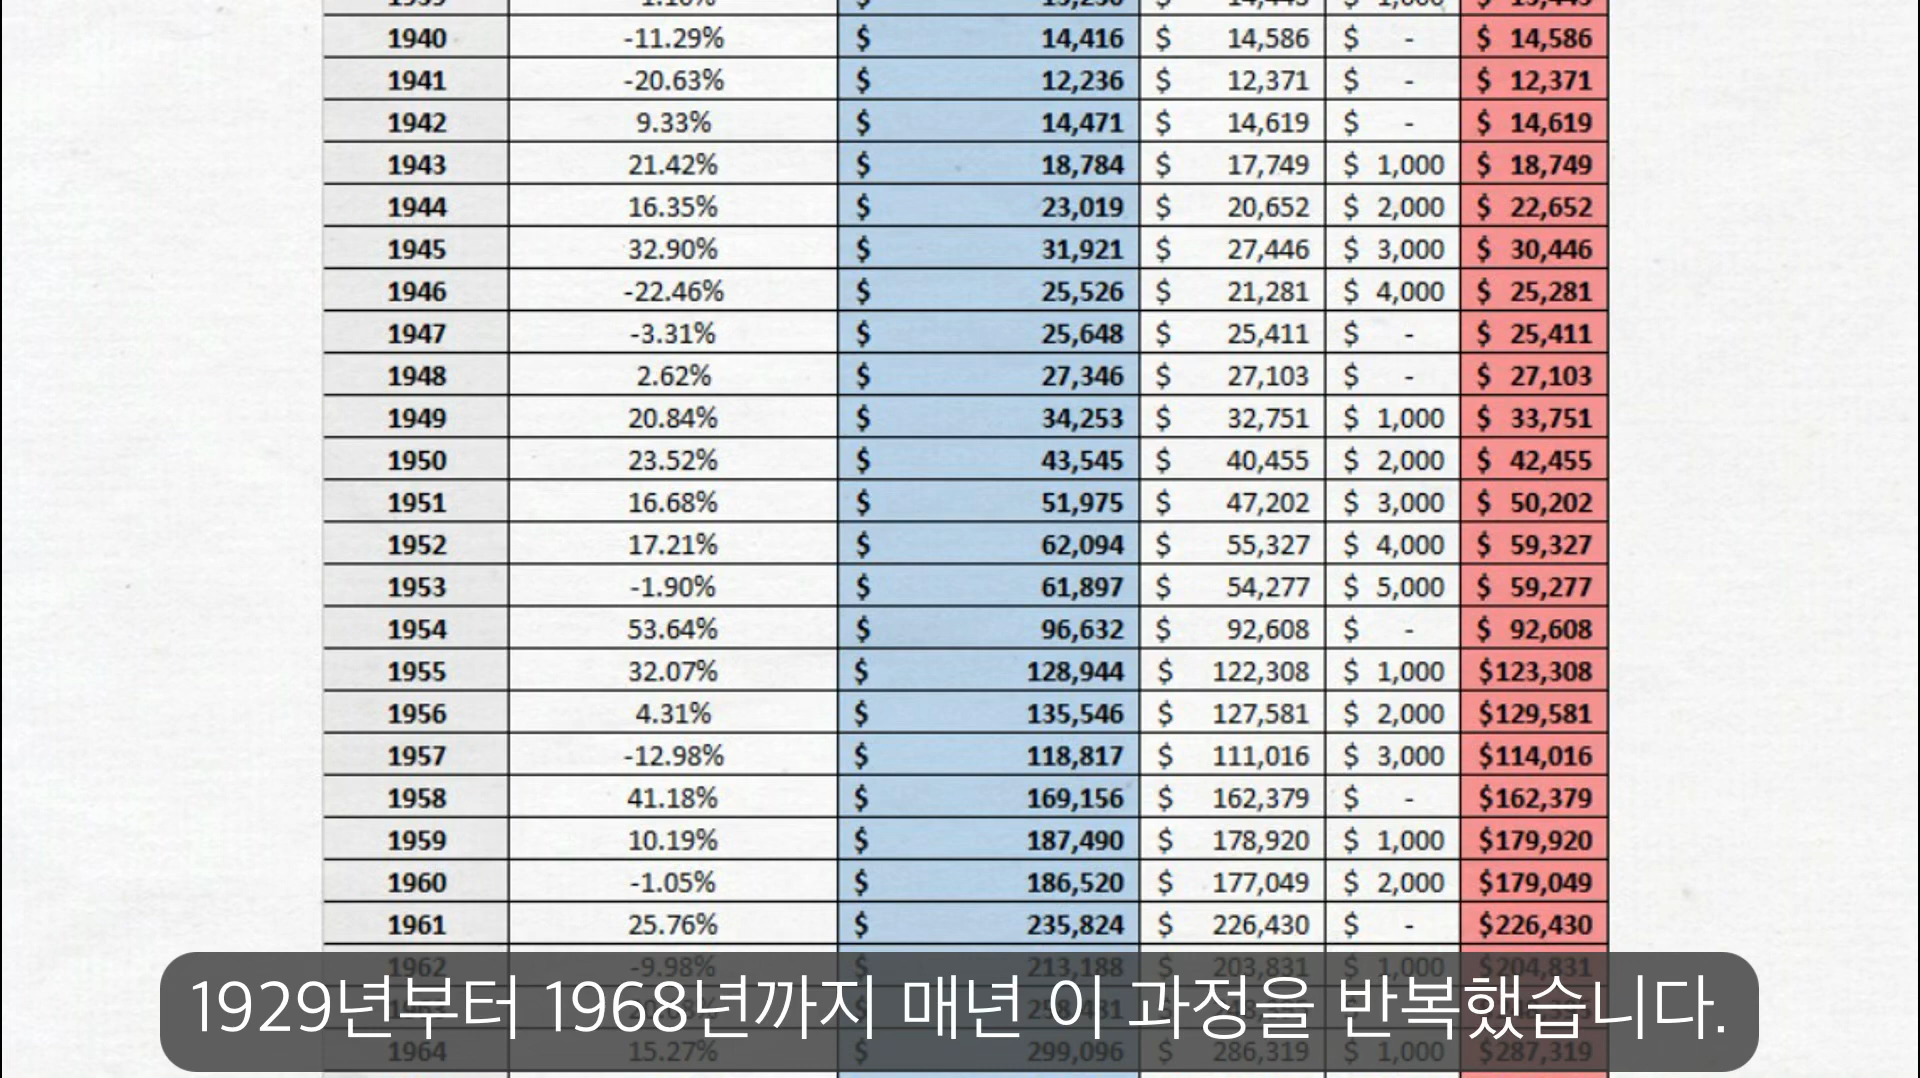 1940 -11.29% $ 14,416 $ 14,586 $ - $ 14,586
1941 -20.63% $ 12,236 $ 12,371 $ - $ 12,371
1942 9.33% $ 14,471 $ 14,619 $ - $ 14,619
1943 21.42% $ 18,784 $ 17,749 $ 1,000 $ 18,749
1944 16.35% $ 23,019 $ 20,652 $ 2,000 $ 22,652
1945 32.90% $ 31,921 $ 27,446 $ 3,000 $ 30,446
1946 -22.46% $ 25,526 $ 21,281 $ 4,000 $ 25,281
1947 -3.31% $ 25,648 $ 25,411 $ - $ 25,411
1948 2.62% $ 27,346 $ 27,103 $ - $ 27,103
1949 20.84% $ 34,253 $ 32,751 $ 1,000 $ 33,751
1950 23.52% $ 43,545 $ 40,455 $ 2,000 $ 42,455
1951 16.68% $ 51,975 $ 47,202 $ 3,000 $ 50,202
1952 17.21% $ 62,094 $ 55,327 $ 4,000 $ 59,327
1953 -1.90% $ 61,897 $ 54,277 $ 5,000 $ 59,277
1954 53.64% $ 96,632 $ 92,608 $ - $ 92,608
1955 32.07% $ 128,944 $ 122,308 $ 1,000 $123,308
1956 4.31% $ 135,546 $ 127,581 $ 2,000 $129,581
1957 -12.98% $ 118,817 $ 111,016 $ 3,000 $114,016
1958 41.18% $ 169,156 $ 162,379 $ - $162,379
1959 10.19% $ 187,490 $ 178,920 $ 1,000 $179,920
1960 -1.05% $ 186,520 $ 177,049 $ 2,000 $179,049
1961 25.76% $ 235,824 $ 226,430 $ - $226,430
1962 -9.98% $ 213,188 $ 203,831 $ 1,000 $204,831
1929년부터 1968년까지 매년 이 과정을 반복했습니다.
1964 15.27% $ 299,096 $ 286,319 $ 1,000 $287,319